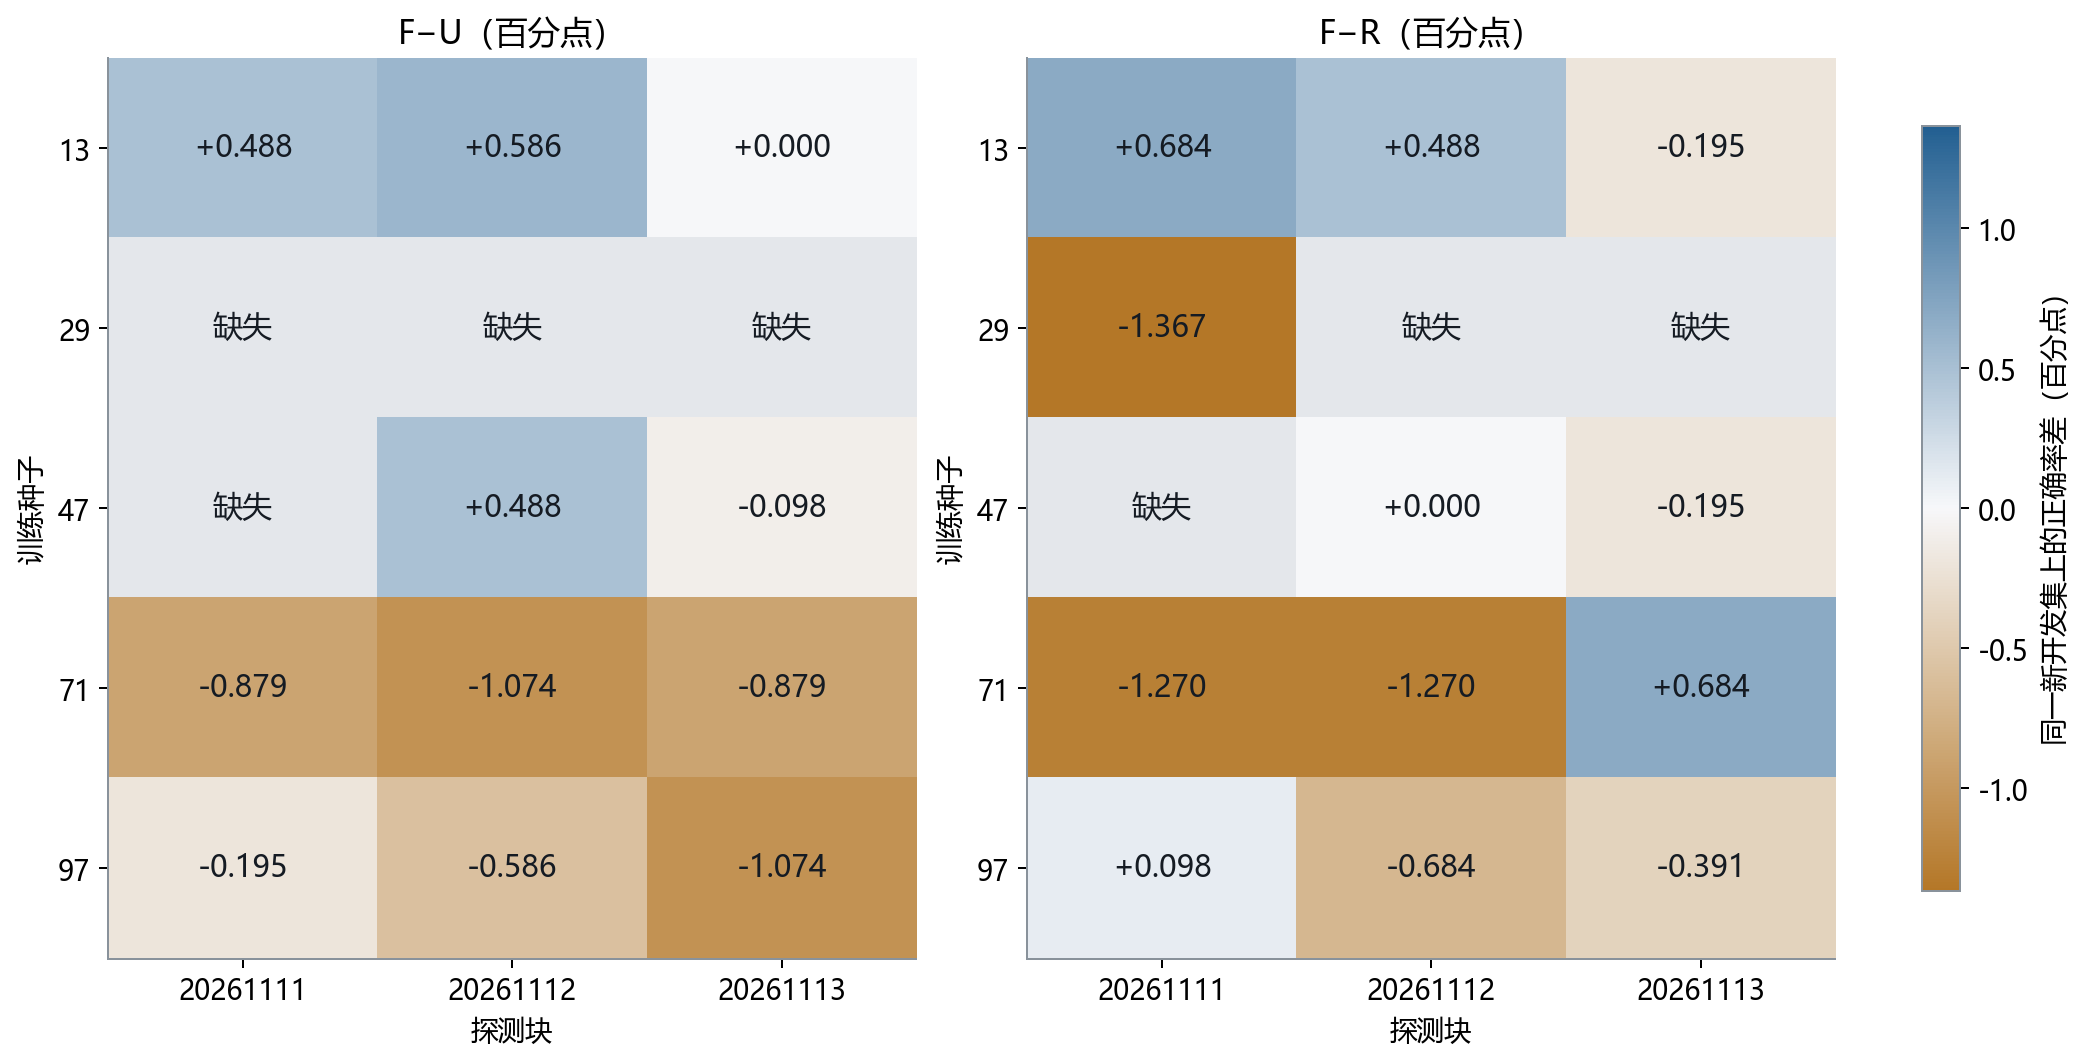 F−U（百分点）
13 +0.488 +0.586 +0.000
29 缺失 缺失 缺失
47 缺失 +0.488 -0.098
71 -0.879 -1.074 -0.879
97 -0.195 -0.586 -1.074
20261111 20261112 20261113
探测块
训练种子
F−R（百分点）
13 +0.684 +0.488 -0.195
29 -1.367 缺失 缺失
47 缺失 +0.000 -0.195
71 -1.270 -1.270 +0.684
97 +0.098 -0.684 -0.391
20261111 20261112 20261113
探测块
训练种子
1.0
0.5
0.0
-0.5
-1.0
同一新开发集上的正确率差（百分点）